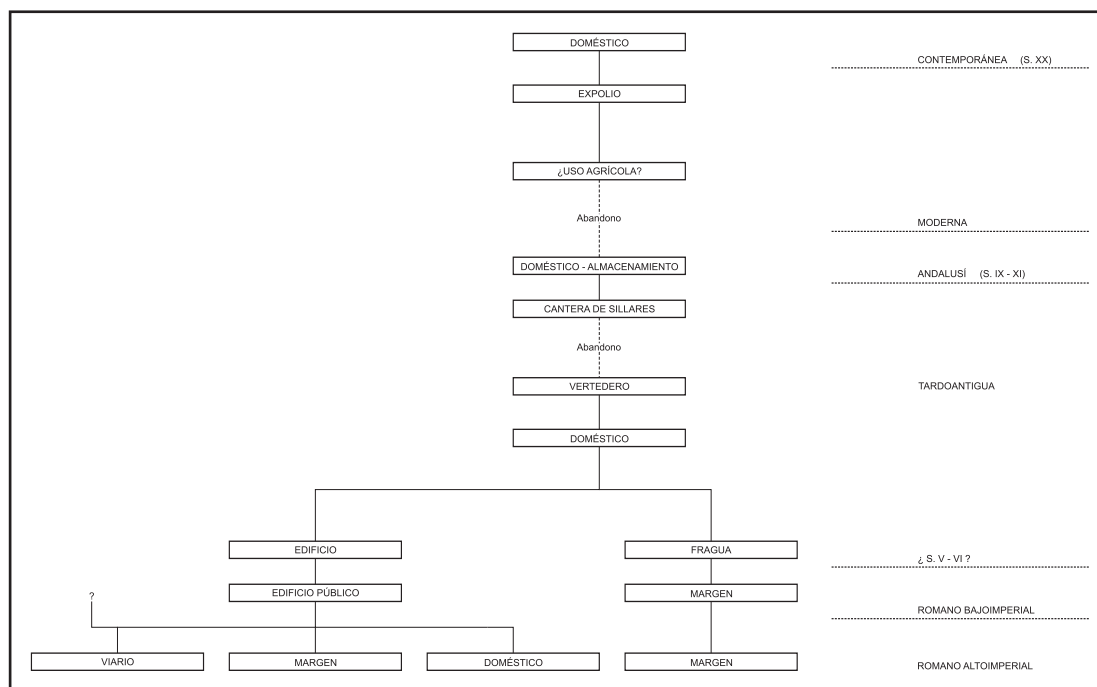 DOMÉSTICO
CONTEMPORÁNEA (S. XX)
EXPOLIO
¿USO AGRÍCOLA?
Abandono
MODERNA
DOMÉSTICO - ALMACENAMIENTO
ANDALUSÍ (S. IX - XI)
CANTERA DE SILLARES
Abandono
VERTEDERO
TARDOANTIGUA
DOMÉSTICO
EDIFICIO
FRAGUA
¿ S. V - VI ?
EDIFICIO PÚBLICO
MARGEN
?
ROMANO BAJOIMPERIAL
VIARIO
MARGEN
DOMÉSTICO
MARGEN
ROMANO ALTOIMPERIAL